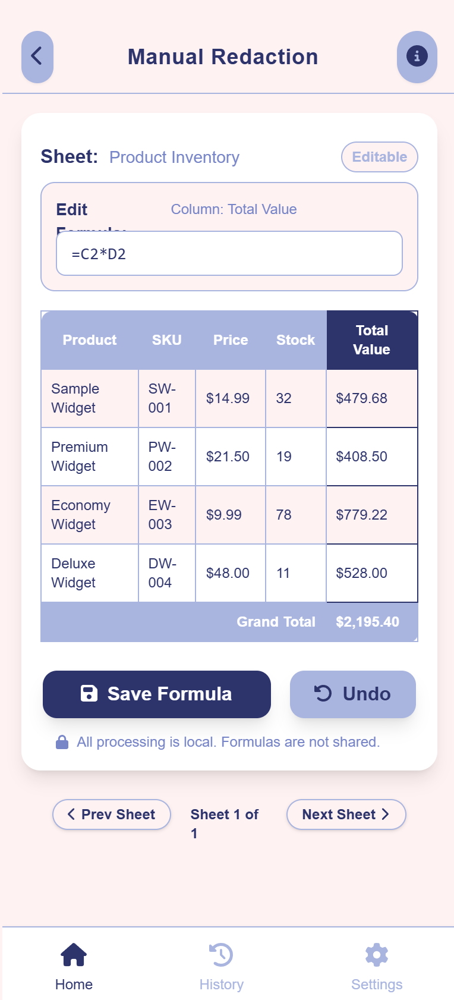 Manual Redaction
Sheet: Product Inventory Editable
Edit Column: Total Value
Formula:
=C2*D2
Product SKU Price Stock Total
Value
Sample SW- $14.99 32 $479.68
Widget 001
Premium PW- $21.50 19 $408.50
Widget 002
Economy EW- $9.99 78 $779.22
Widget 003
Deluxe DW- $48.00 11 $528.00
Widget 004
Grand Total $2,195.40
Save Formula Undo
All processing is local. Formulas are not shared.
Prev Sheet Sheet 1 of Next Sheet
1
Home History Settings